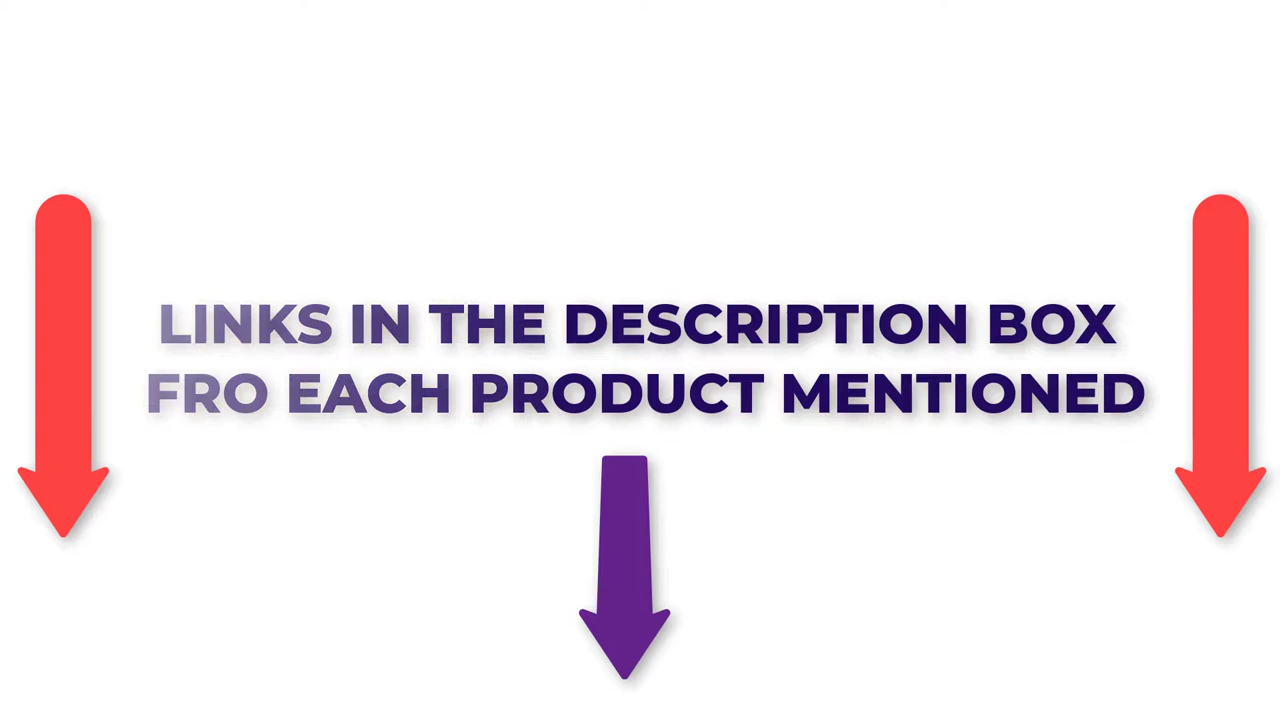 LINKS IN THE DESCRIPTION BOX
FRO EACH PRODUCT MENTIONED